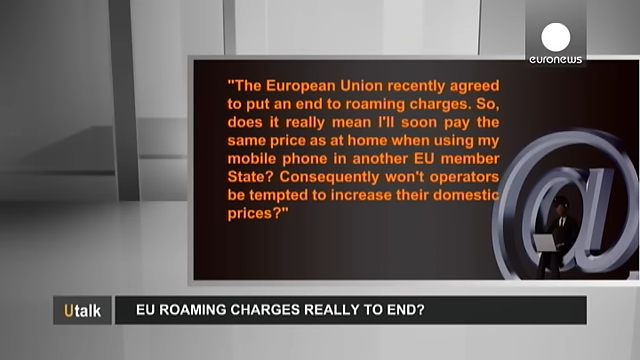 euronews
"The European Union recently agreed
to put an end to roaming charges. So,
does it really mean I'll soon pay the
same price as at home when using my
mobile phone in another EU member
State? Consequently won't operators
be tempted to increase their domestic
prices?"
@
Utalk
EU ROAMING CHARGES REALLY TO END?